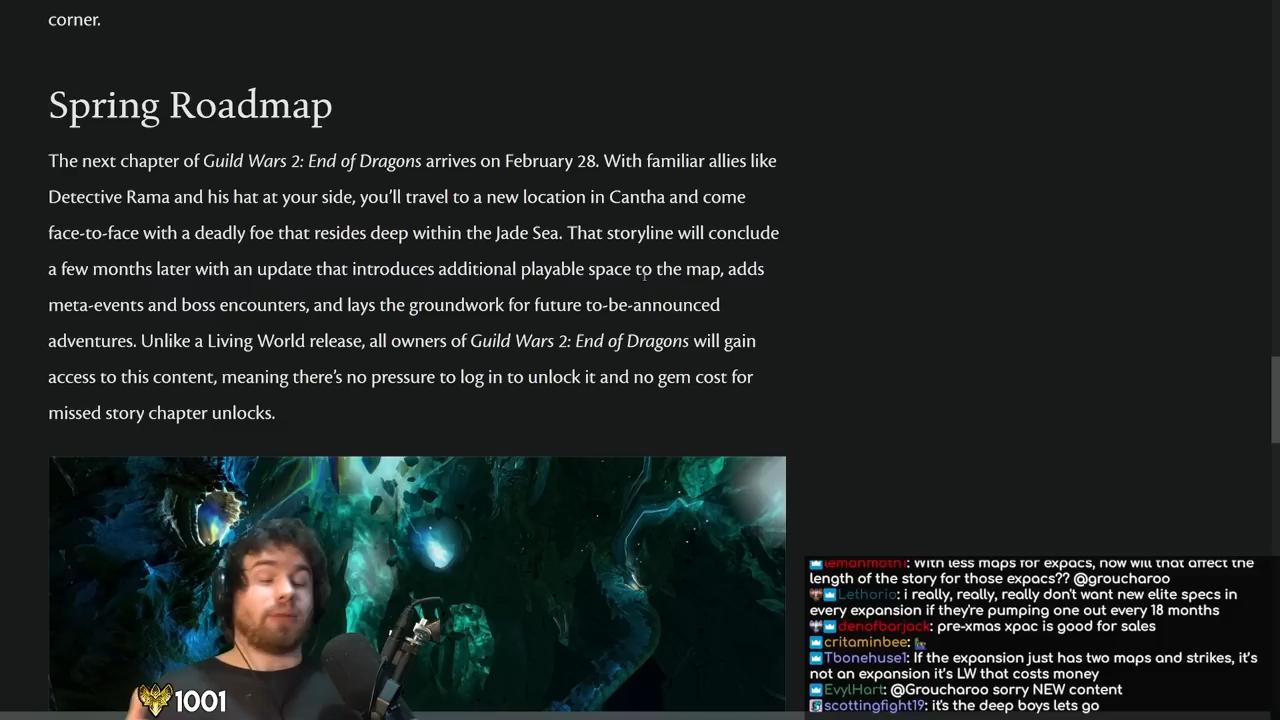 corner.
Spring Roadmap
The next chapter of Guild Wars 2: End of Dragons arrives on February 28. With familiar allies like
Detective Rama and his hat at your side, you’ll travel to a new location in Cantha and come
face-to-face with a deadly foe that resides deep within the Jade Sea. That storyline will conclude
a few months later with an update that introduces additional playable space to the map, adds
meta-events and boss encounters, and lays the groundwork for future to-be-announced
adventures. Unlike a Living World release, all owners of Guild Wars 2: End of Dragons will gain
access to this content, meaning there’s no pressure to log in to unlock it and no gem cost for
missed story chapter unlocks.
lemonmoth1: With less maps for expacs, how will that affect the
length of the story for those expacs?? @groucharoo
Lethorio: i really, really, really don't want new elite specs in
every expansion if they're pumping one out every 18 months
denofbarjack: pre-xmas xpac is good for sales
critaminbee:
Tbonehuse1: If the expansion just has two maps and strikes, it's
not an expansion it's LW that costs money
EvylHart: @Groucharoo sorry NEW content
scottingfight19: it's the deep boys lets go
1001